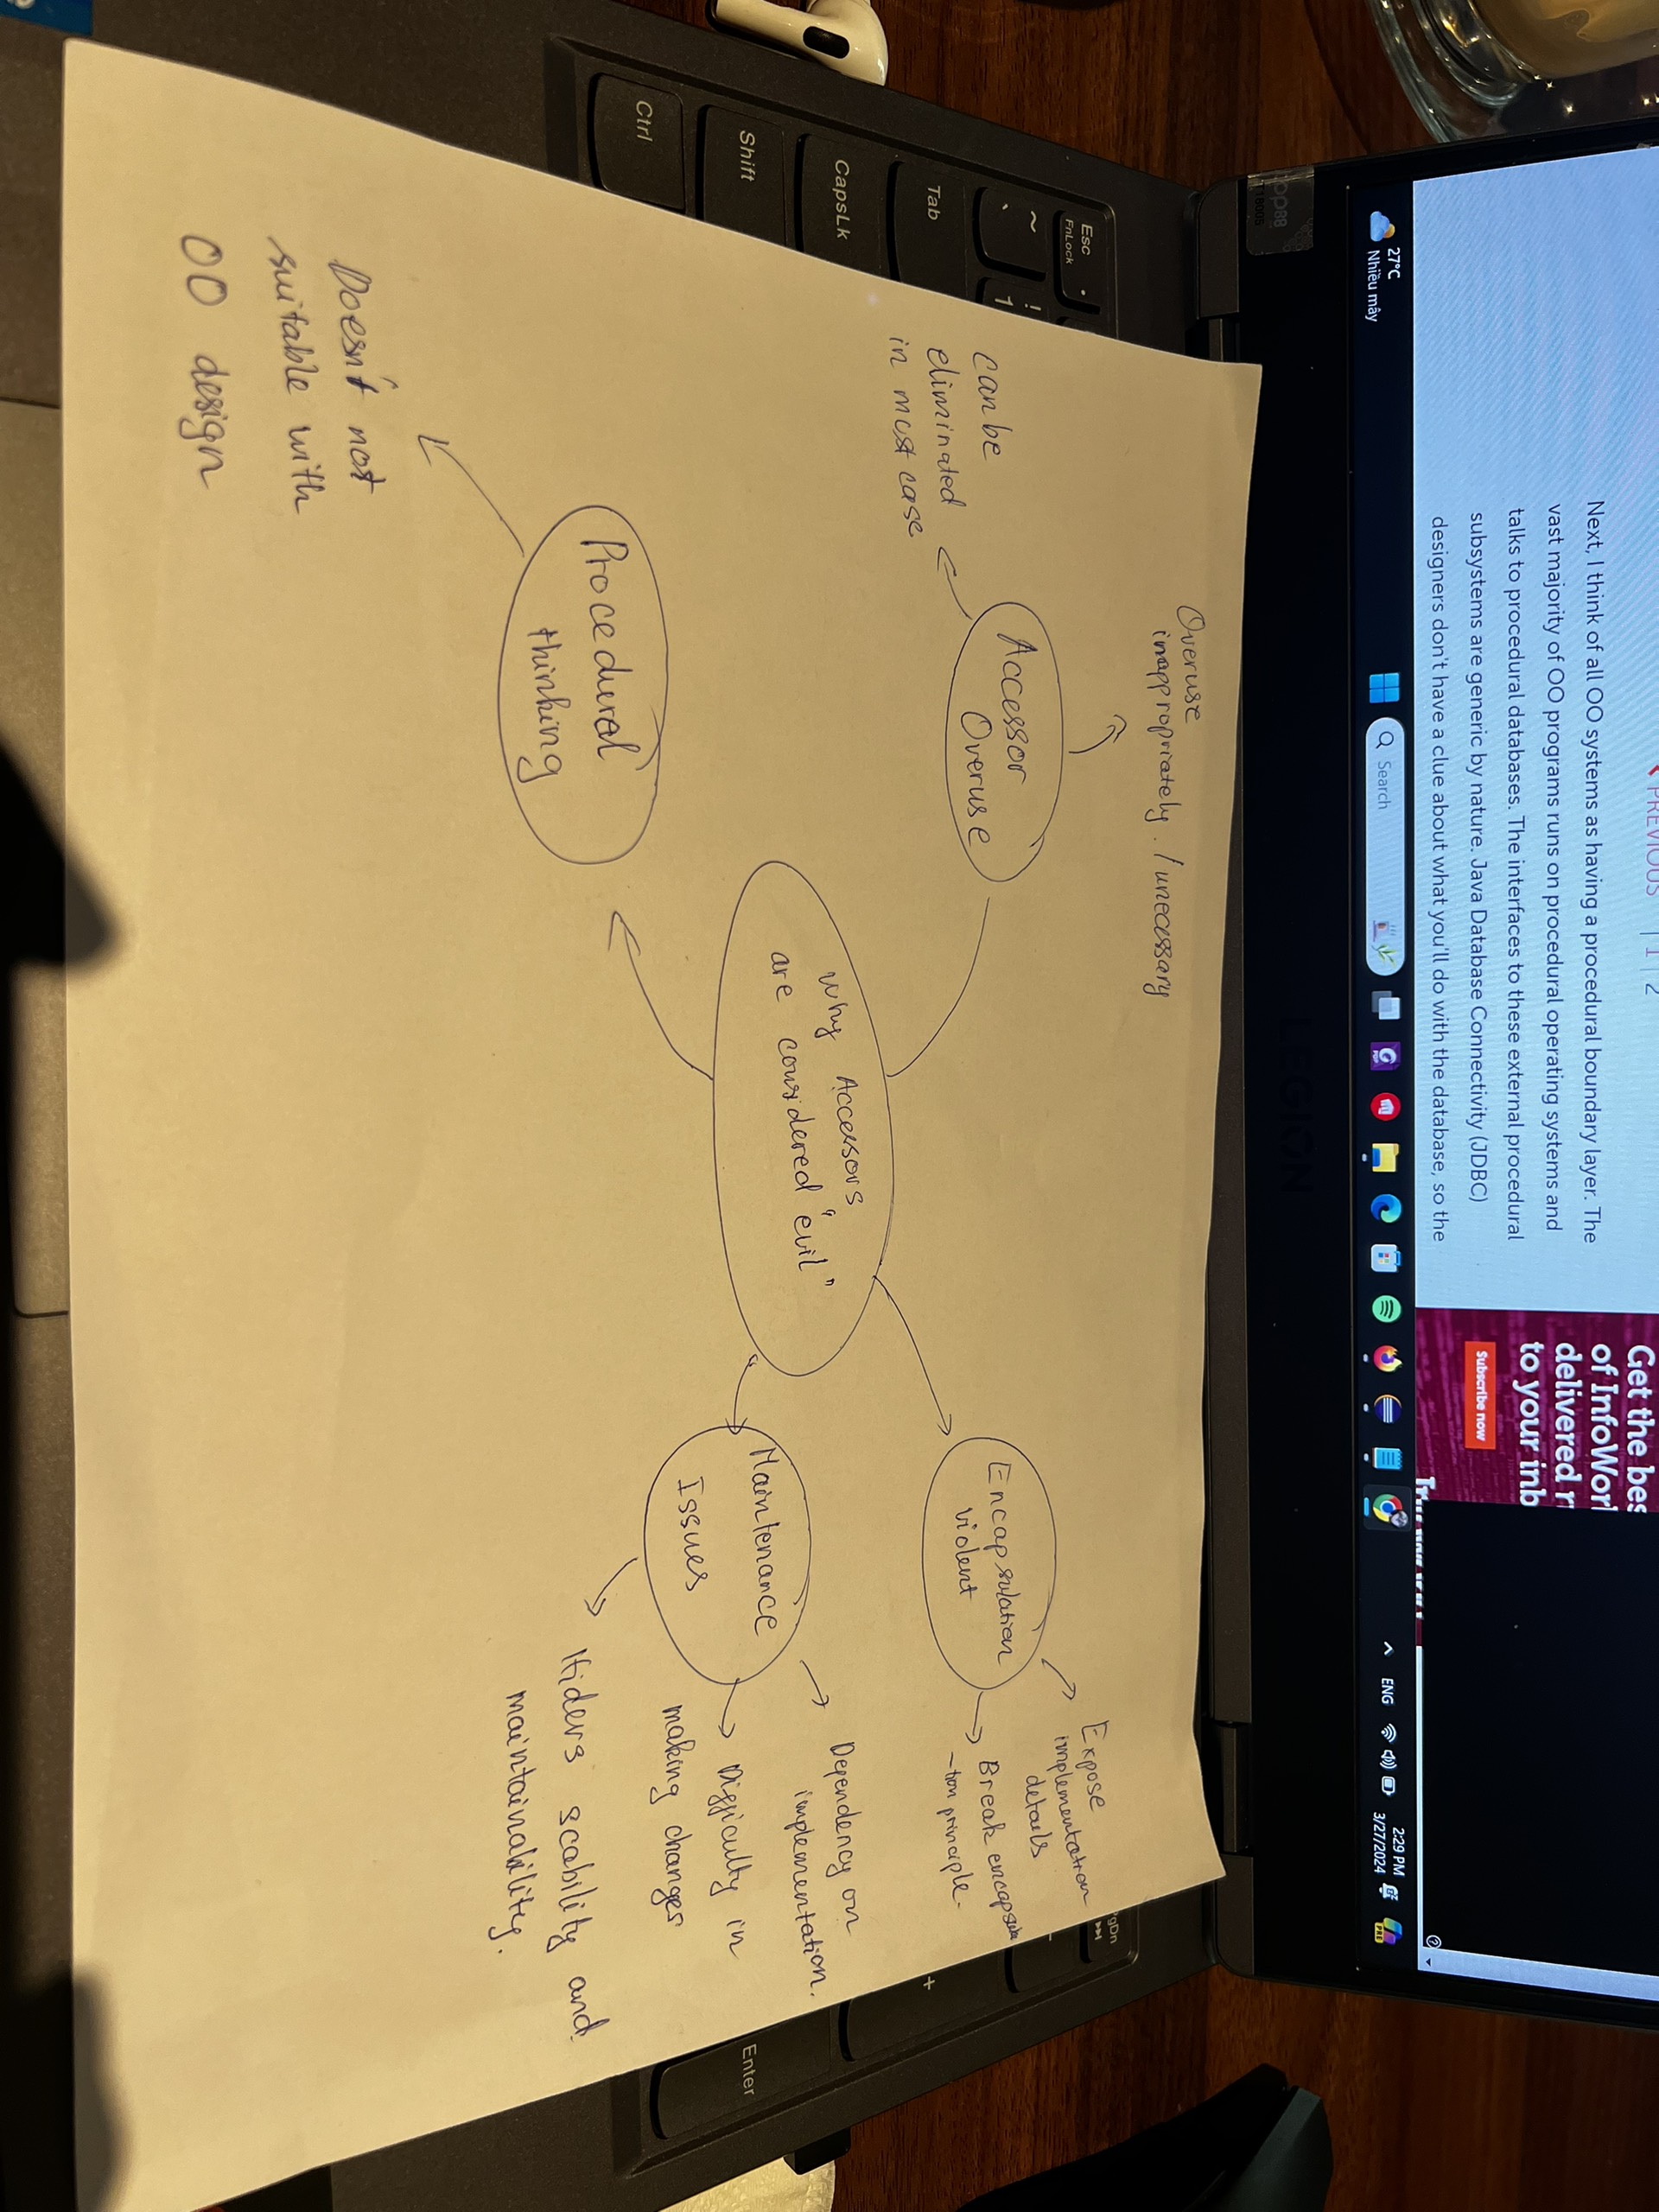 Get the bes
of InfoWorl
delivered r
to your inb
Subscribe now
PREVIOUS | 1 | 2
Next, I think of all OO systems as having a procedural boundary layer. The
vast majority of OO programs runs on procedural operating systems and
talks to procedural databases. The interfaces to these external procedural
subsystems are generic by nature. Java Database Connectivity (JDBC)
designers don't have a clue about what you'll do with the database, so the
27°C
Nhiều mây
Search
ENG
2:29 PM
3/27/2024
LEGION
Esc
FnLock
~
`
!
1
Tab
CapsLk
Shift
Ctrl
PgDn
+
Enter
Overuse
inappropriately. / unecessary
Accessor
Overuse
can be
eliminated
in most case
Why Accessors
are considered "evil"
Encapsulation
violent
Expose
implementation
details
Break encapsula
-tion principle.
Maintenance
Issues
Dependency on
implementation.
Difficulty in
making changes
Hiders scability and
maintainability.
Procedural
thinking
Doesn't not
suitable with
OO design